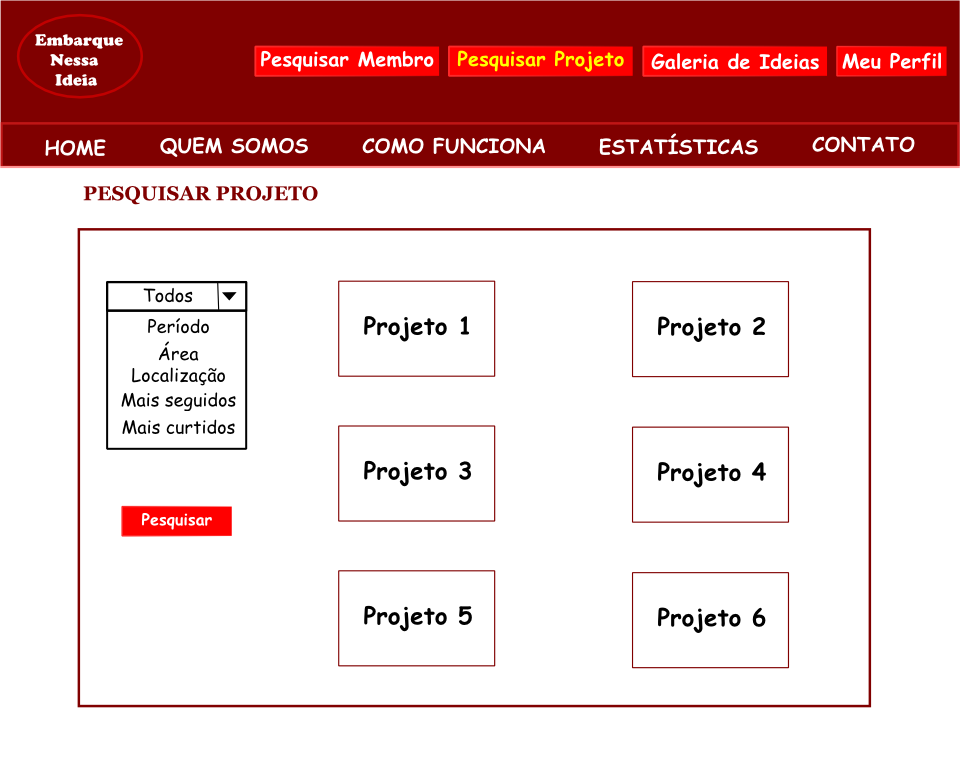 Embarque
Nessa
Ideia
Pesquisar Membro
Pesquisar Projeto
Galeria de Ideias
Meu Perfil
HOME
QUEM SOMOS
COMO FUNCIONA
ESTATÍSTICAS
CONTATO
PESQUISAR PROJETO
Todos
Período
Área
Localização
Mais seguidos
Mais curtidos
Pesquisar
Projeto 1
Projeto 2
Projeto 3
Projeto 4
Projeto 5
Projeto 6